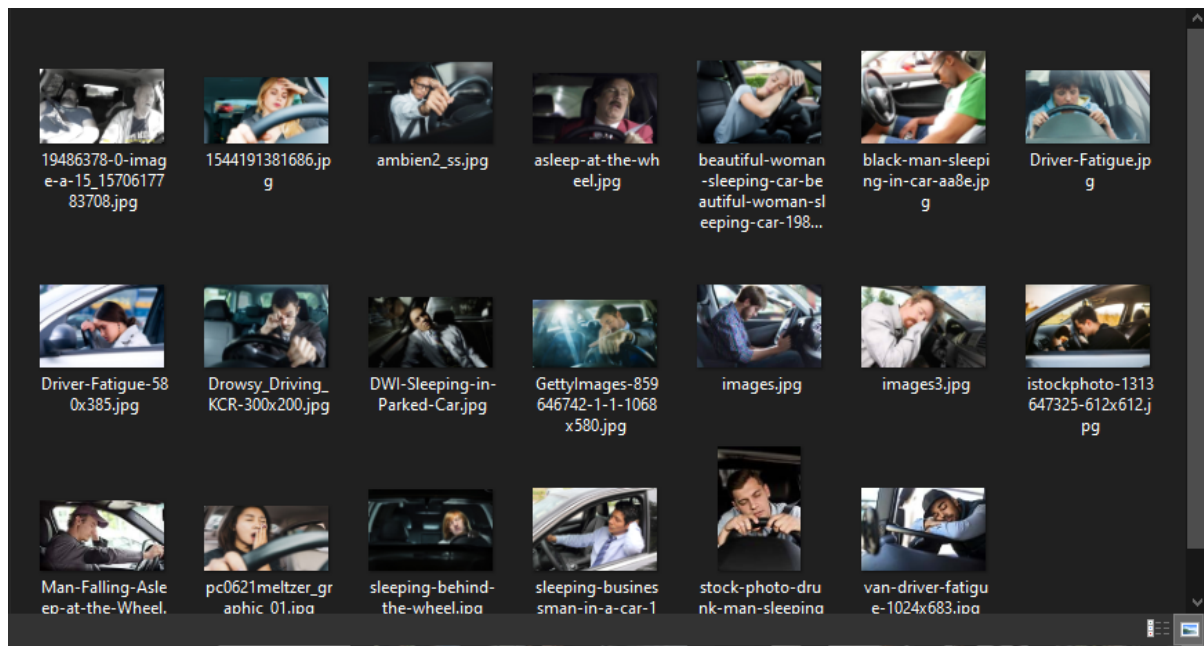 19486378-0-imag
e-a-15_15706177
83708.jpg
1544191381686.jp
g
ambien2_ss.jpg
asleep-at-the-wh
eel.jpg
beautiful-woman
-sleeping-car-be
autiful-woman-sl
eeping-car-198...
black-man-sleepi
ng-in-car-aa8e.jp
g
Driver-Fatigue.jp
g
Driver-Fatigue-58
0x385.jpg
Drowsy_Driving_
KCR-300x200.jpg
DWI-Sleeping-in-
Parked-Car.jpg
GettyImages-859
646742-1-1-1068
x580.jpg
images.jpg
images3.jpg
istockphoto-1313
647325-612x612.j
pg
Man-Falling-Asle
ep-at-the-Wheel.
pc0621meltzer_gr
aphic_01.jpg
sleeping-behind-
the-wheel.jpg
sleeping-busines
sman-in-a-car-1
stock-photo-dru
nk-man-sleeping
van-driver-fatigu
e-1024x683.jpg